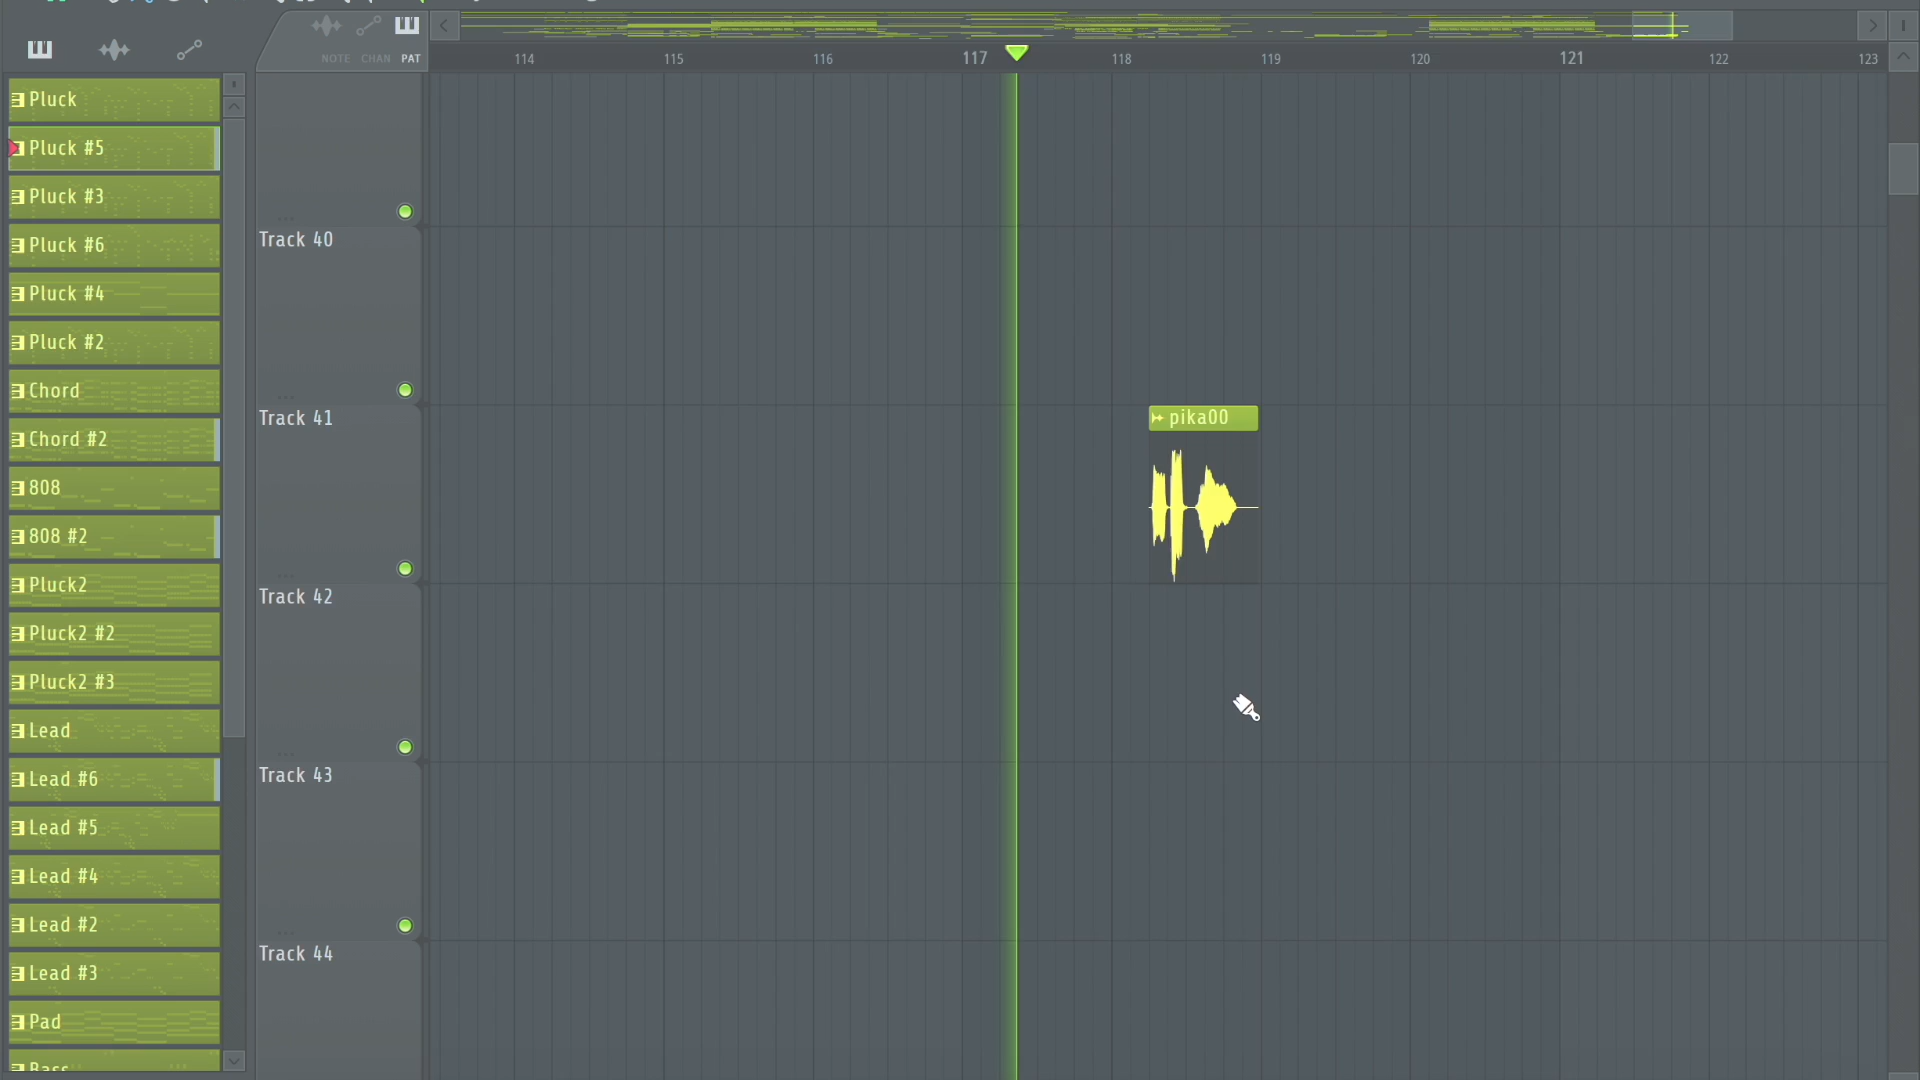 NOTE CHAN PAT
114 115 116 117 118 119 120 121 122 123
Pluck
Pluck #5
Pluck #3
Pluck #6
Pluck #4
Pluck #2
Chord
Chord #2
808
808 #2
Pluck2
Pluck2 #2
Pluck2 #3
Lead
Lead #6
Lead #5
Lead #4
Lead #2
Lead #3
Pad
Bass
Track 40
Track 41
pika00
Track 42
Track 43
Track 44